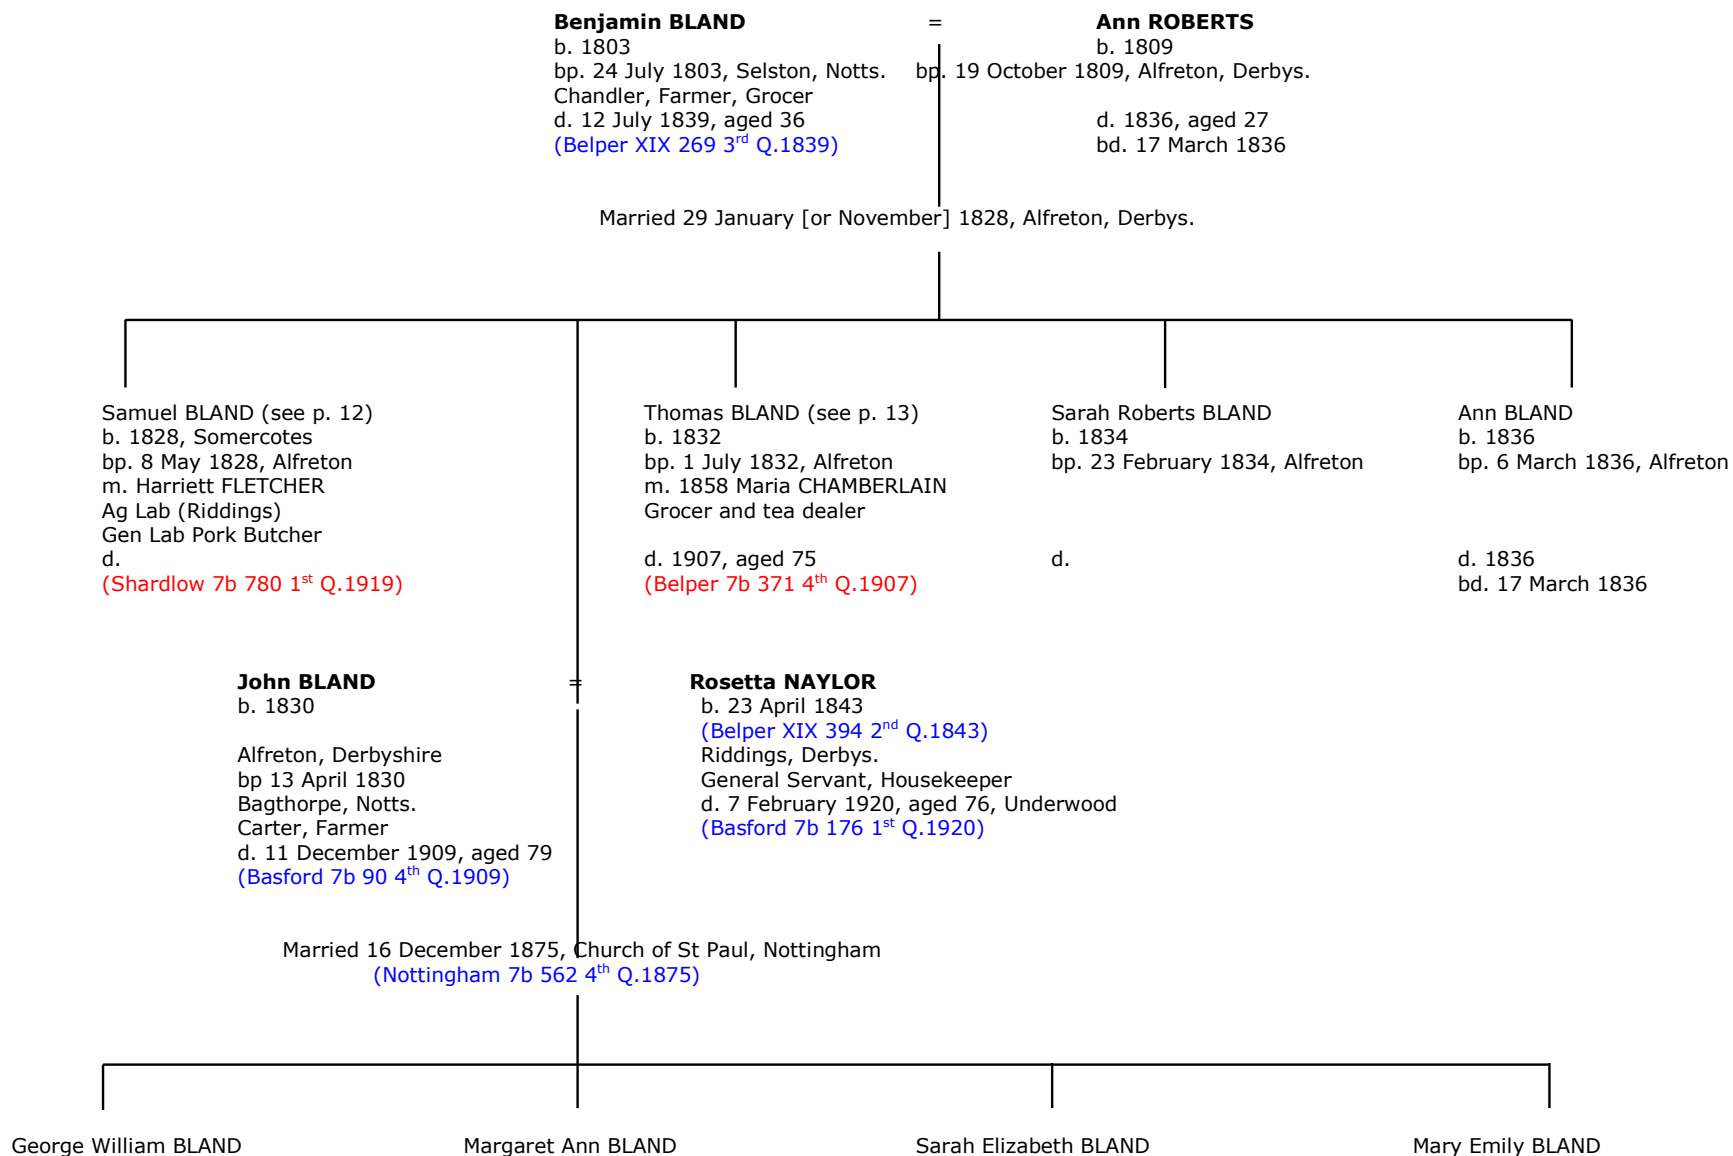 Benjamin BLAND = Ann ROBERTS
b. 1803 b. 1809
bp. 24 July 1803, Selston, Notts. bp. 19 October 1809, Alfreton, Derbys.
Chandler, Farmer, Grocer
d. 12 July 1839, aged 36 d. 1836, aged 27
(Belper XIX 269 3rd Q.1839) bd. 17 March 1836
Married 29 January [or November] 1828, Alfreton, Derbys.
Samuel BLAND (see p. 12) Thomas BLAND (see p. 13) Sarah Roberts BLAND Ann BLAND
b. 1828, Somercotes b. 1832 b. 1834 b. 1836
bp. 8 May 1828, Alfreton bp. 1 July 1832, Alfreton bp. 23 February 1834, Alfreton bp. 6 March 1836, Alfreton
m. Harriett FLETCHER m. 1858 Maria CHAMBERLAIN
Ag Lab (Riddings) Grocer and tea dealer
Gen Lab Pork Butcher
d. d. 1907, aged 75 d. d. 1836
(Shardlow 7b 780 1st Q.1919) (Belper 7b 371 4th Q.1907) bd. 17 March 1836
John BLAND = Rosetta NAYLOR
b. 1830 b. 23 April 1843
(Belper XIX 394 2nd Q.1843)
Alfreton, Derbyshire Riddings, Derbys.
bp 13 April 1830 General Servant, Housekeeper
Bagthorpe, Notts. d. 7 February 1920, aged 76, Underwood
Carter, Farmer (Basford 7b 176 1st Q.1920)
d. 11 December 1909, aged 79
(Basford 7b 90 4th Q.1909)
Married 16 December 1875, Church of St Paul, Nottingham
(Nottingham 7b 562 4th Q.1875)
George William BLAND Margaret Ann BLAND Sarah Elizabeth BLAND Mary Emily BLAND